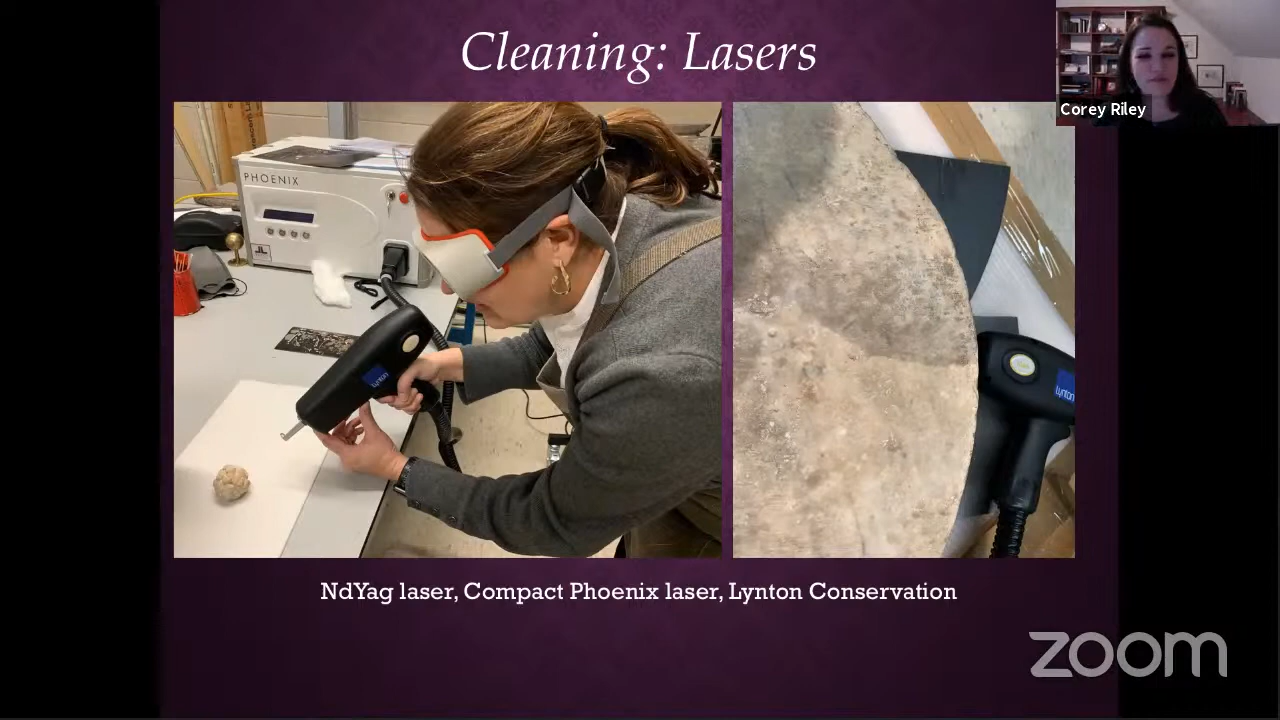 Cleaning: Lasers
Corey Riley
PHOENIX
Lynton
Lynton
NdYag laser, Compact Phoenix laser, Lynton Conservation
zoom